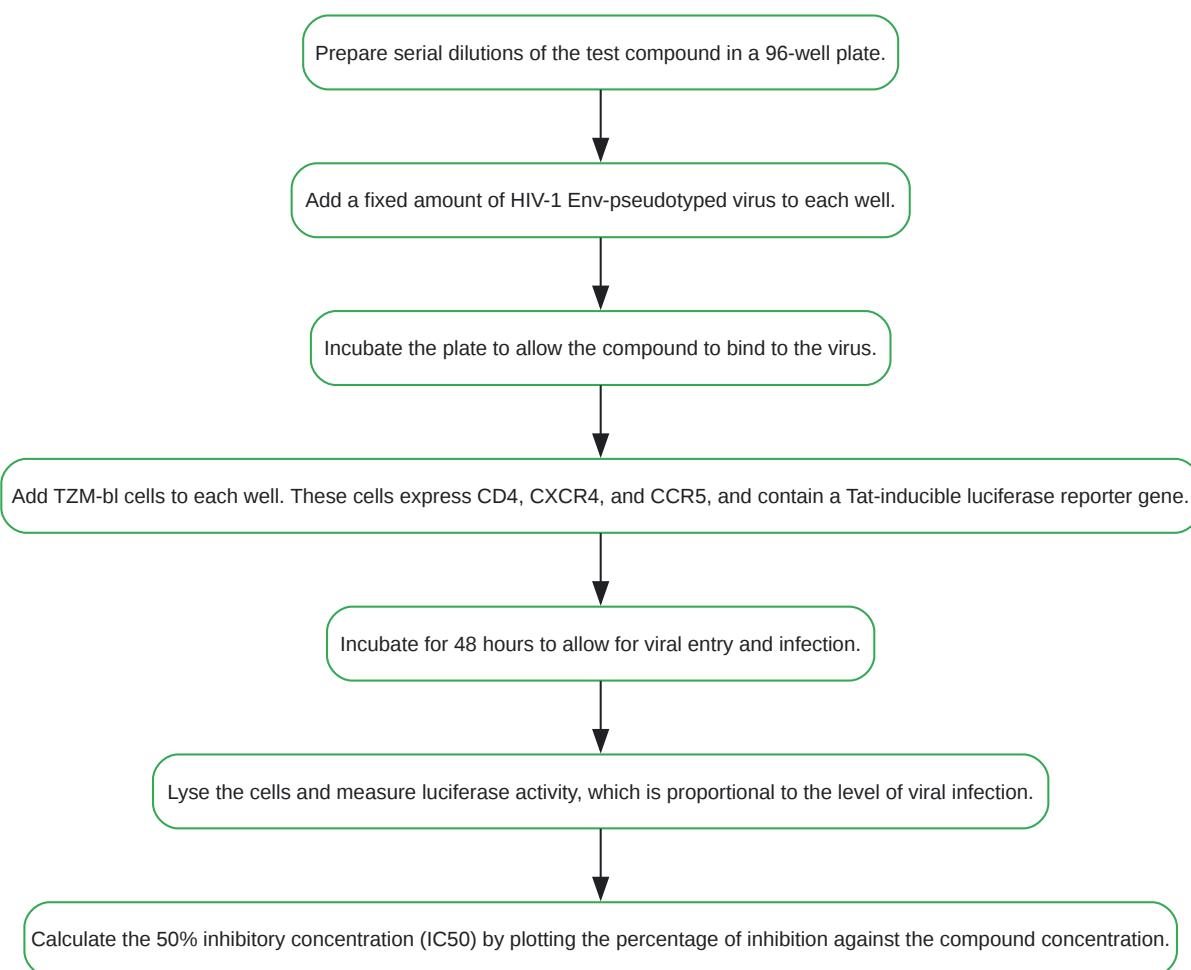 Prepare serial dilutions of the test compound in a 96-well plate.
Add a fixed amount of HIV-1 Env-pseudotyped virus to each well.
Incubate the plate to allow the compound to bind to the virus.
Add TZM-bl cells to each well. These cells express CD4, CXCR4, and CCR5, and contain a Tat-inducible luciferase reporter gene.
Incubate for 48 hours to allow for viral entry and infection.
Lyse the cells and measure luciferase activity, which is proportional to the level of viral infection.
Calculate the 50% inhibitory concentration (IC50) by plotting the percentage of inhibition against the compound concentration.